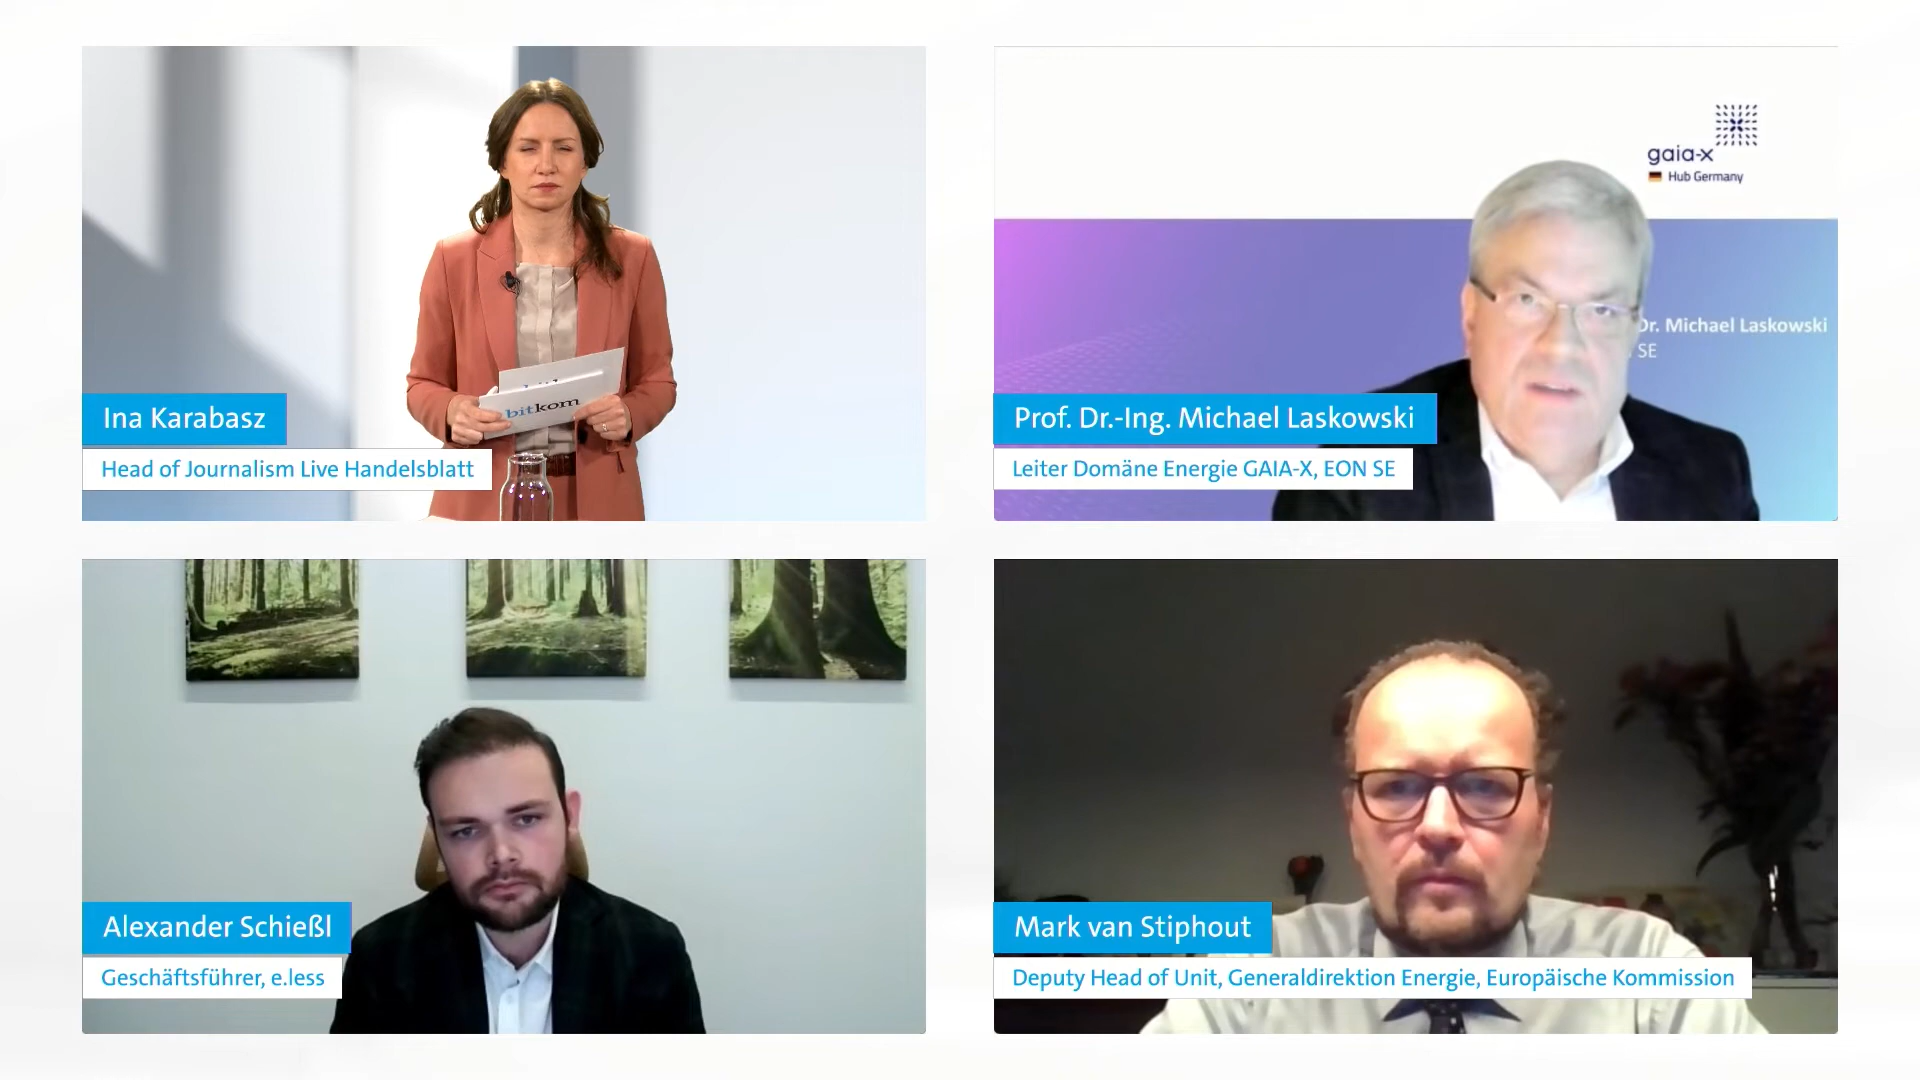 Ina Karabasz
Head of Journalism Live Handelsblatt
bitkom
gaia-x
Hub Germany
Dr. Michael Laskowski
SE
Prof. Dr.-Ing. Michael Laskowski
Leiter Domäne Energie GAIA-X, EON SE
Alexander Schießl
Geschäftsführer, e.less
Mark van Stiphout
Deputy Head of Unit, Generaldirektion Energie, Europäische Kommission